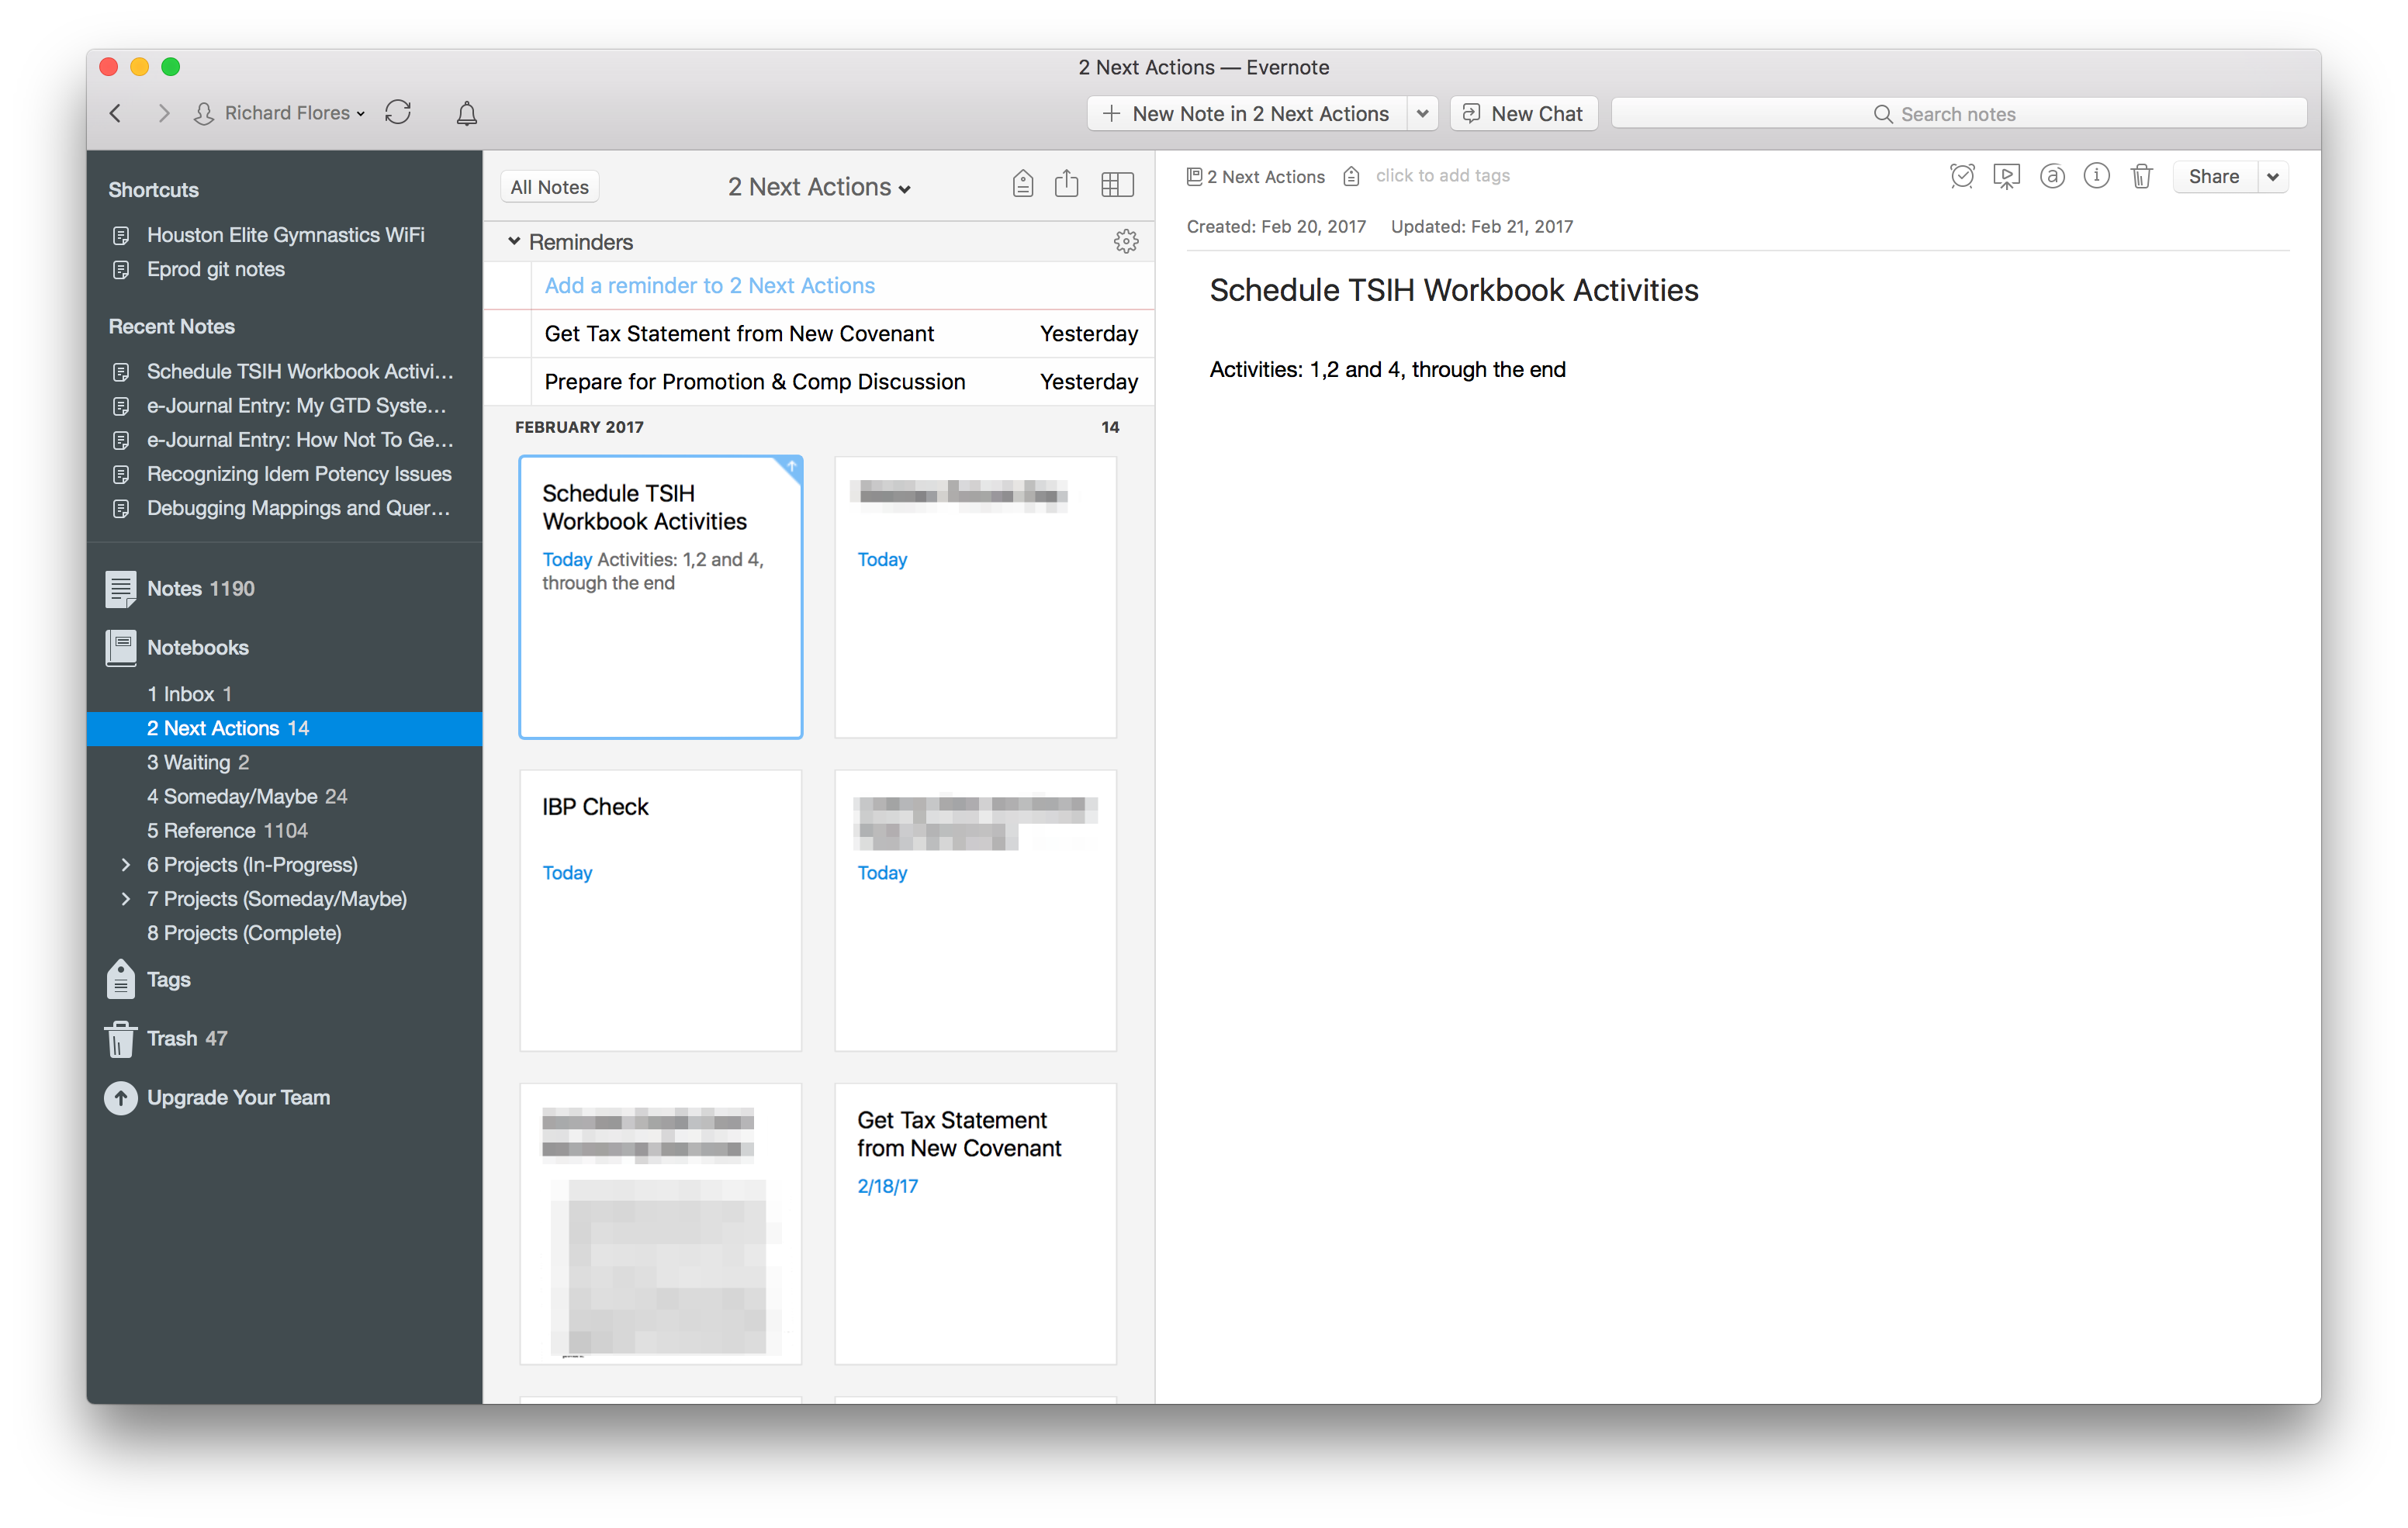 2 Next Actions — Evernote
Richard Flores
New Note in 2 Next Actions
New Chat
Search notes
Shortcuts
Houston Elite Gymnastics WiFi
Eprod git notes
Recent Notes
Schedule TSIH Workbook Activi...
e-Journal Entry: My GTD Syste...
e-Journal Entry: How Not To Ge...
Recognizing Idem Potency Issues
Debugging Mappings and Quer...
Notes 1190
Notebooks
1 Inbox 1
2 Next Actions 14
3 Waiting 2
4 Someday/Maybe 24
5 Reference 1104
6 Projects (In-Progress)
7 Projects (Someday/Maybe)
8 Projects (Complete)
Tags
Trash 47
Upgrade Your Team
All Notes
2 Next Actions
Reminders
Add a reminder to 2 Next Actions
Get Tax Statement from New Covenant Yesterday
Prepare for Promotion & Comp Discussion Yesterday
FEBRUARY 2017 14
Schedule TSIH
Workbook Activities
Today Activities: 1,2 and 4,
through the end
Today
IBP Check
Today
Today
Get Tax Statement
from New Covenant
2/18/17
2 Next Actions
click to add tags
Share
Created: Feb 20, 2017 Updated: Feb 21, 2017
Schedule TSIH Workbook Activities
Activities: 1,2 and 4, through the end